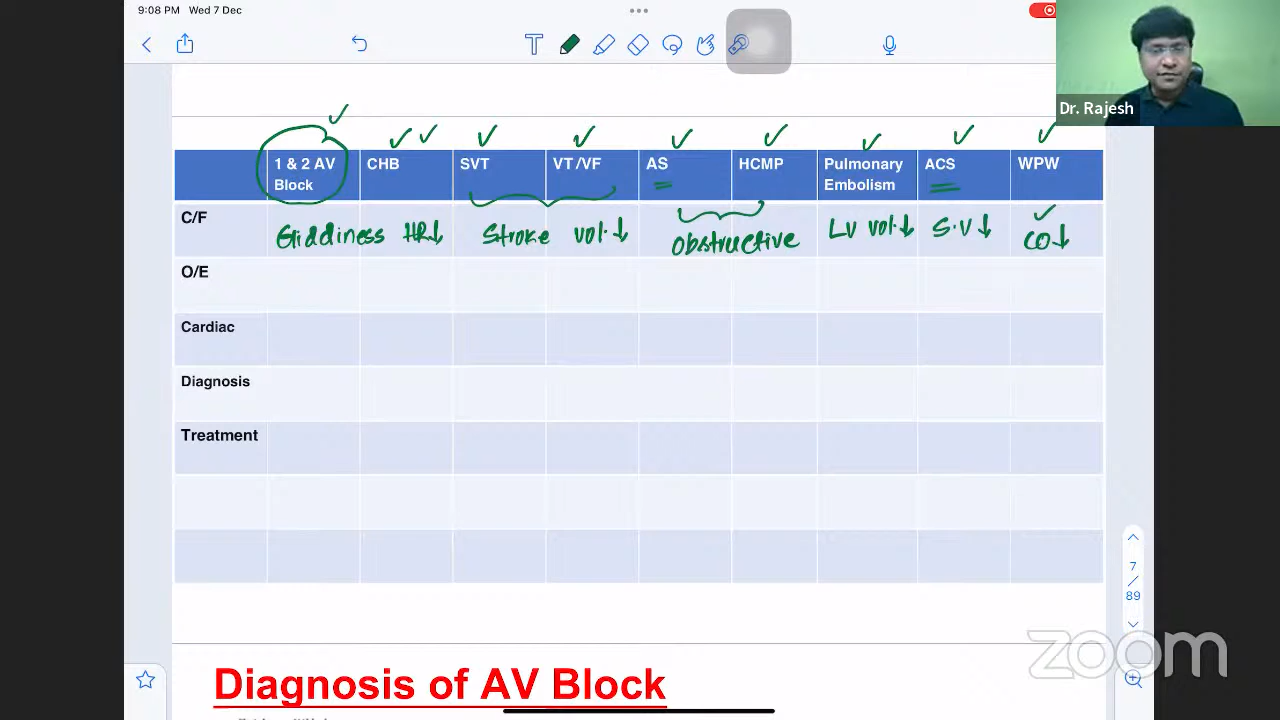 9:08 PM Wed 7 Dec
Dr. Rajesh
1 & 2 AV Block
CHB
SVT
VT/VF
AS
HCMP
Pulmonary Embolism
ACS
WPW
C/F
Giddiness HR↓
Stroke vol.↓
Obstructive
LV vol.↓
S.V↓
CO↓
O/E
Cardiac
Diagnosis
Treatment
7
/
89
zoom
Diagnosis of AV Block